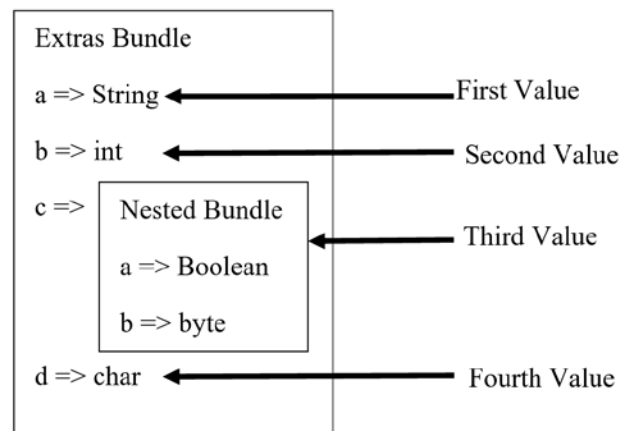 Extras Bundle
a => String
First Value
b => int
Second Value
c =>
Nested Bundle
a => Boolean
b => byte
Third Value
d => char
Fourth Value